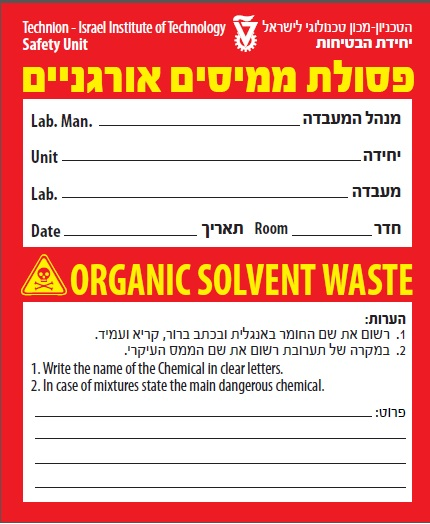 Technion - Israel Institute of Technology
Safety Unit
הטכניון-מכון טכנולוגי לישראל
יחידת הבטיחות
פסולת ממיסים אורגניים
Lab. Man. מנהל המעבדה
Unit יחידה
Lab. מעבדה
Date תאריך Room חדר
ORGANIC SOLVENT WASTE
הערות:
1. רשום את שם החומר באנגלית ובכתב ברור, קריא ועמיד.
2. במקרה של תערובת רשום את שם הממס העיקרי.
1. Write the name of the Chemical in clear letters.
2. In case of mixtures state the main dangerous chemical.
פרוט: